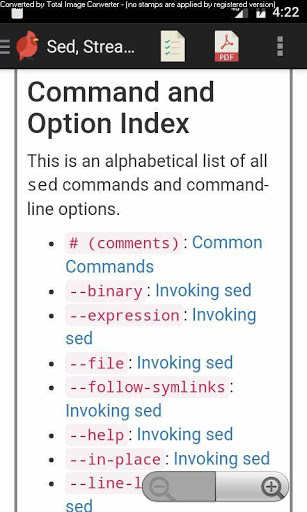 Converted by Total Image Converter - (no stamps are applied by registered version)
4:22
Sed, Strea...
PDF
Command and
Option Index
This is an alphabetical list of all
sed commands and command-
line options.
# (comments): Common
Commands
--binary: Invoking sed
--expression: Invoking
sed
--file: Invoking sed
--follow-symlinks:
Invoking sed
--help: Invoking sed
--in-place: Invoking sed
--line-l
sed